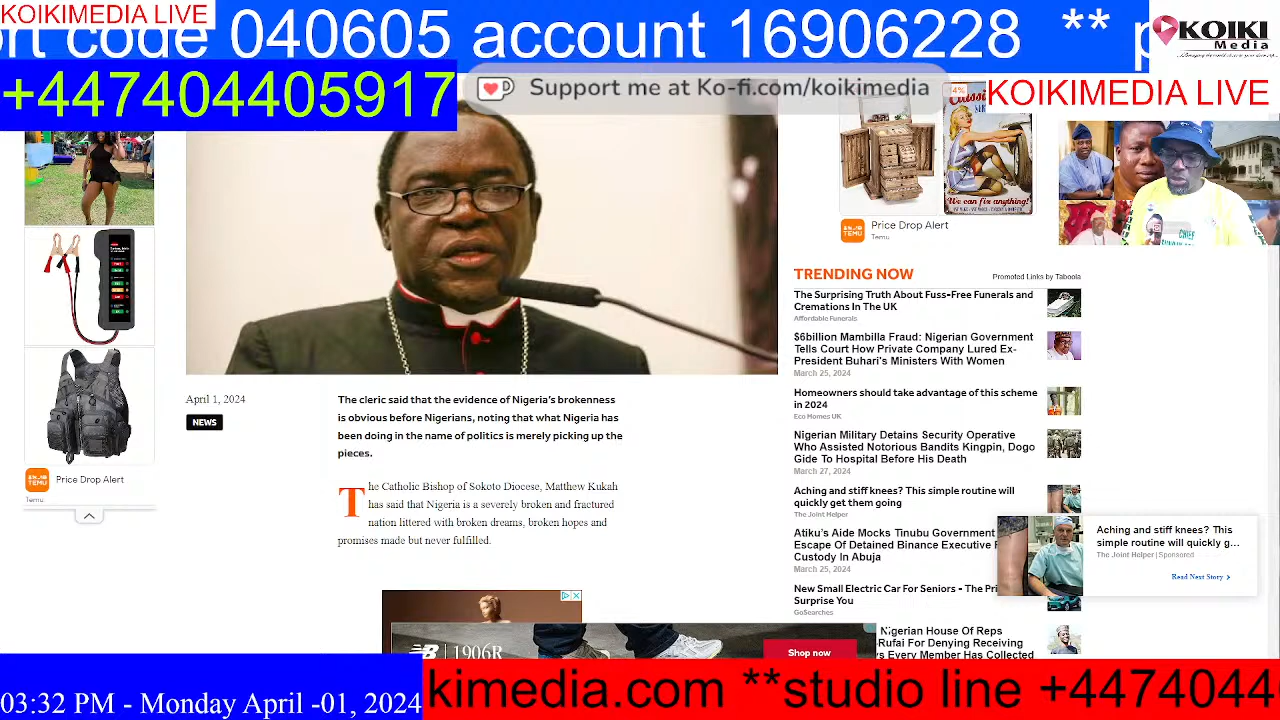 KOIKIMEDIA LIVE
rt code 040605 account 16906228 ** p
KOIKI
Media
+447404405917
Support me at Ko-fi.com/koikimedia
KOIKIMEDIA LIVE
4%
Classic
We can fix anything!
CHIEF
TEMU
Price Drop Alert
Temu
TRENDING NOW
Promoted Links by Taboola
The Surprising Truth About Fuss-Free Funerals and
Cremations In The UK
Affordable Funerals
$6billion Mambilla Fraud: Nigerian Government
Tells Court How Private Company Lured Ex-
President Buhari's Ministers With Women
March 25, 2024
Homeowners should take advantage of this scheme
in 2024
Eco Homes UK
Nigerian Military Detains Security Operative
Who Assisted Notorious Bandits Kingpin, Dogo
Gide To Hospital Before His Death
March 27, 2024
Aching and stiff knees? This simple routine will
quickly get them going
The Joint Helper
Atiku's Aide Mocks Tinubu Government
Escape Of Detained Binance Executive F
Custody In Abuja
March 25, 2024
New Small Electric Car For Seniors - The Pri
Surprise You
GoSearches
Nigerian House Of Reps
-Rufai For Denying Receiving
s Every Member Has Collected
Aching and stiff knees? This
simple routine will quickly g...
The Joint Helper | Sponsored
Read Next Story >
April 1, 2024
NEWS
The cleric said that the evidence of Nigeria's brokenness
is obvious before Nigerians, noting that what Nigeria has
been doing in the name of politics is merely picking up the
pieces.
The Catholic Bishop of Sokoto Diocese, Matthew Kukah
has said that Nigeria is a severely broken and fractured
nation littered with broken dreams, broken hopes and
promises made but never fulfilled.
TEMU
Price Drop Alert
Temu
1906R
Shop now
03:32 PM - Monday April -01, 2024
kimedia.com **studio line +4474044